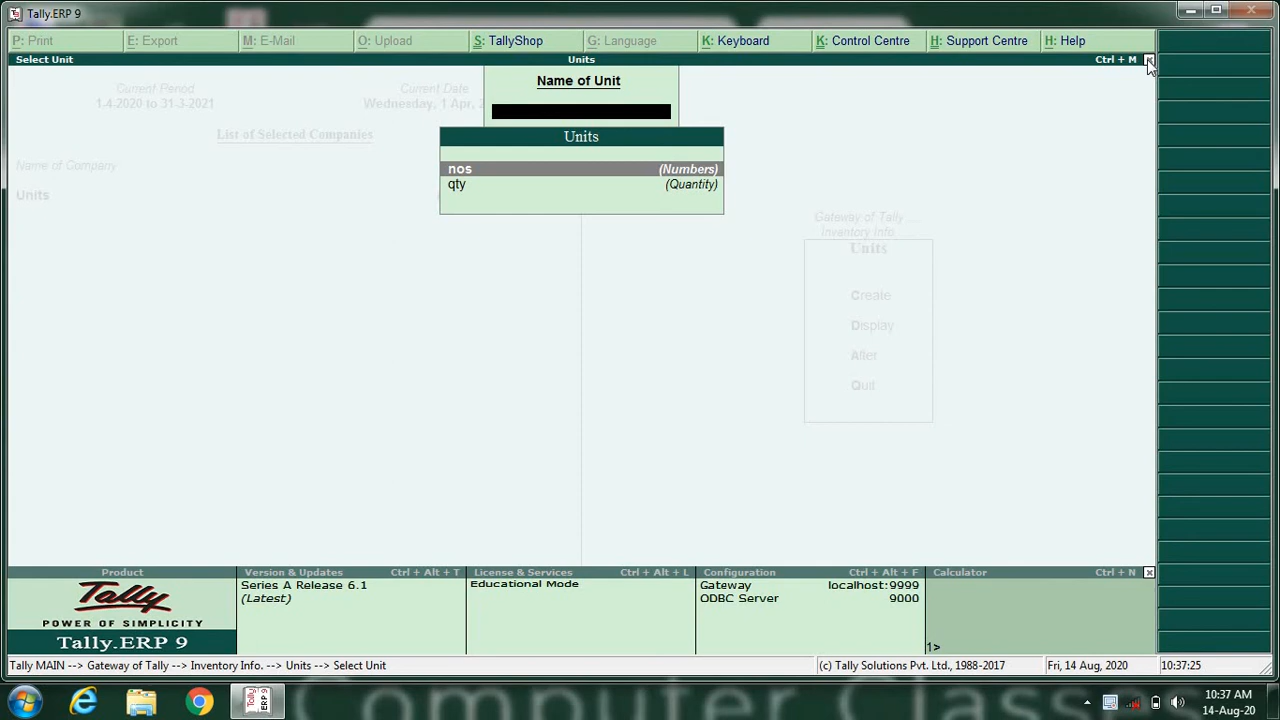 Tally.ERP 9
P: Print
E: Export
M: E-Mail
O: Upload
S: TallyShop
G: Language
K: Keyboard
K: Control Centre
H: Support Centre
H: Help
Select Unit
Units
Ctrl + M
Current Period
1.4.2020 to 31-3-2021
Current Date
Wednesday, 1 Apr, 2
Name of Unit
List of Selected Companies
Name of Company
Units
Units
nos (Numbers)
qty (Quantity)
Gateway of Tally ...
Inventory Info. ...
Units
Create
Display
Alter
Quit
Product
Version & Updates Ctrl + Alt + T
License & Services Ctrl + Alt + L
Configuration Ctrl + Alt + F
Calculator Ctrl + N
Tally
POWER OF SIMPLICITY
Tally.ERP 9
Series A Release 6.1
(Latest)
Educational Mode
Gateway localhost:9999
ODBC Server 9000
1>
Tally MAIN --> Gateway of Tally --> Inventory Info. --> Units --> Select Unit
(c) Tally Solutions Pvt. Ltd., 1988-2017
Fri, 14 Aug, 2020
10:37:25
Tally
ERP 9
10:37 AM
14-Aug-20